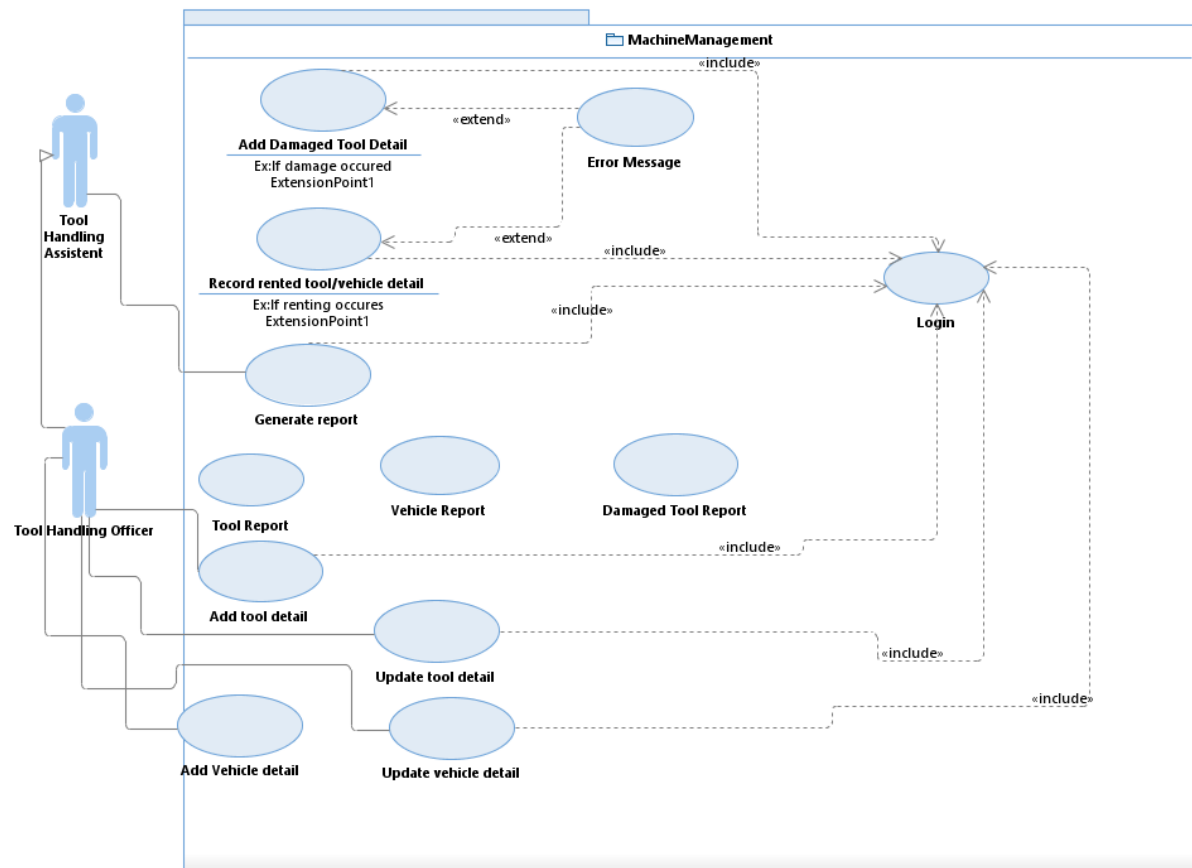 MachineManagement
«include»
Add Damaged Tool Detail
Ex:If damage occured
ExtensionPoint1
«extend»
Error Message
Tool
Handling
Assistent
Record rented tool/vehicle detail
Ex:If renting occures
ExtensionPoint1
«extend»
«include»
Login
«include»
Generate report
Tool Handling Officer
Tool Report
Vehicle Report
Damaged Tool Report
«include»
Add tool detail
Update tool detail
«include»
«include»
Add Vehicle detail
Update vehicle detail